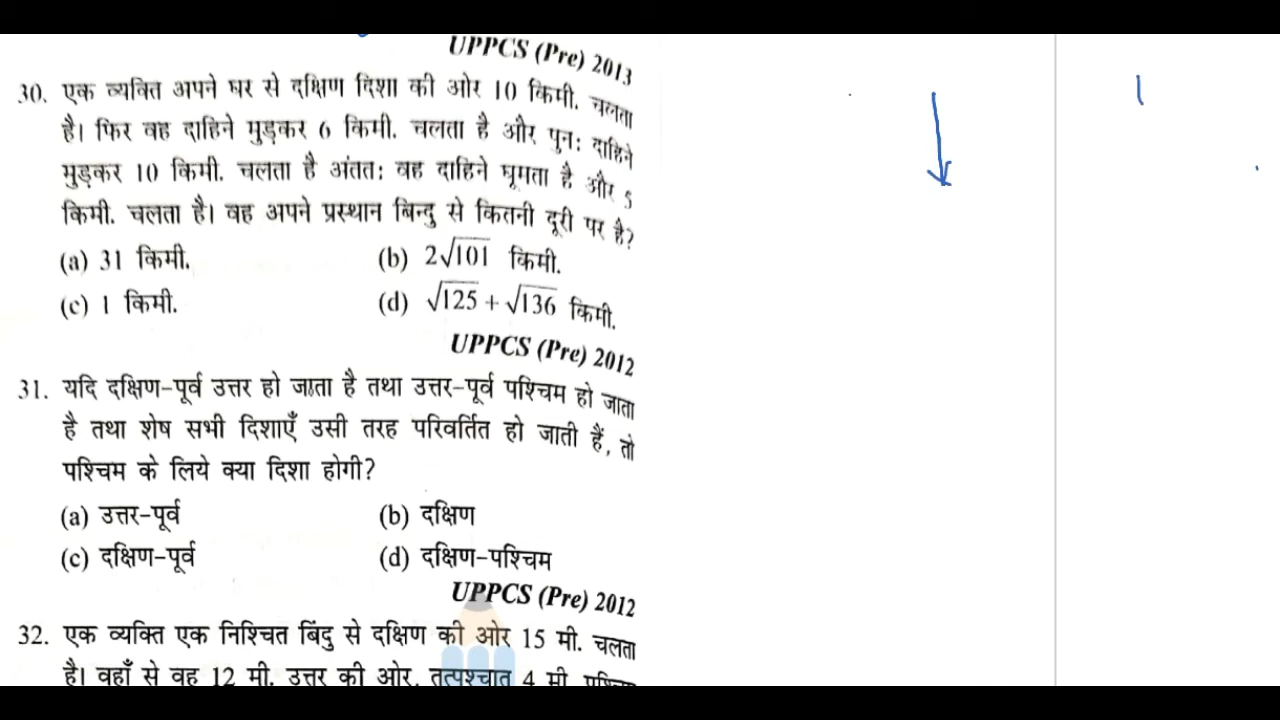 UPPCS (Pre) 2013
30. एक व्यक्ति अपने घर से दक्षिण दिशा की ओर 10 किमी. चलता
है। फिर वह दाहिने मुड़कर 6 किमी. चलता है और पुनः दाहिने
मुड़कर 10 किमी. चलता है अंततः वह दाहिने घूमता है और 5
किमी. चलता है। वह अपने प्रस्थान बिन्दु से कितनी दूरी पर है?
(a) 31 किमी. (b) 2√101 किमी.
(c) 1 किमी. (d) √125 + √136 किमी.
UPPCS (Pre) 2012
31. यदि दक्षिण-पूर्व उत्तर हो जाता है तथा उत्तर-पूर्व पश्चिम हो जाता
है तथा शेष सभी दिशाएँ उसी तरह परिवर्तित हो जाती हैं, तो
पश्चिम के लिये क्या दिशा होगी?
(a) उत्तर-पूर्व (b) दक्षिण
(c) दक्षिण-पूर्व (d) दक्षिण-पश्चिम
UPPCS (Pre) 2012
32. एक व्यक्ति एक निश्चित बिंदु से दक्षिण की ओर 15 मी. चलता
है। वहाँ से वह 12 मी. उत्तर की ओर, तत्पश्चात 4 मी. पश्चिम